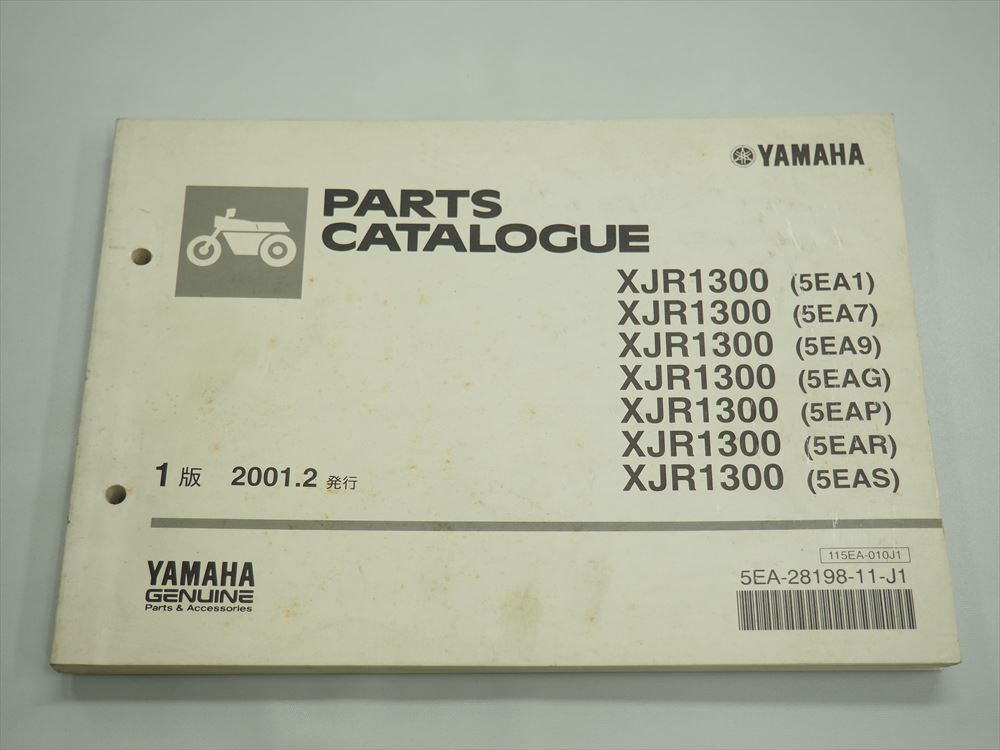 YAMAHA
PARTS
CATALOGUE
XJR1300 (5EA1)
XJR1300 (5EA7)
XJR1300 (5EA9)
XJR1300 (5EAG)
XJR1300 (5EAP)
XJR1300 (5EAR)
XJR1300 (5EAS)
1版 2001.2 発行
YAMAHA
GENUINE
Parts & Accessories
115EA-010J1
5EA-28198-11-J1